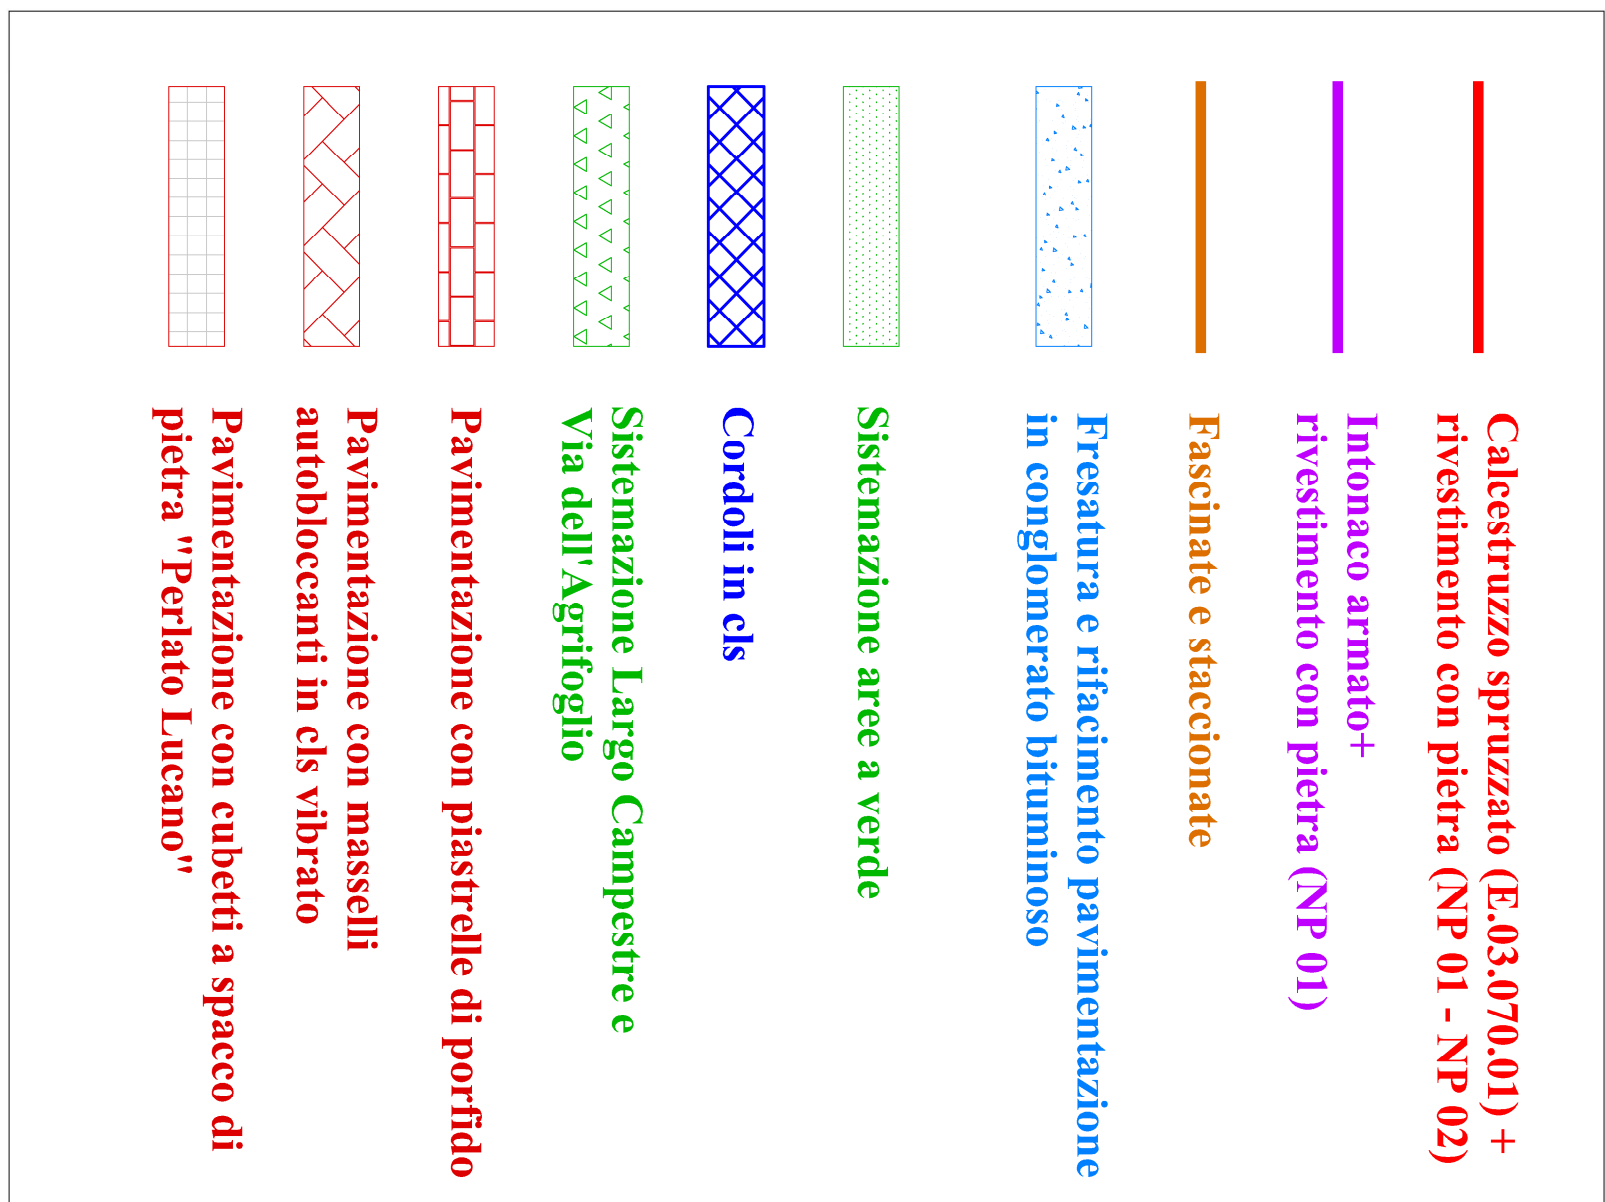 Calcestruzzo spruzzato (E.03.070.01) +
rivestimento con pietra (NP 01 - NP 02)
Intonaco armato+
rivestimento con pietra (NP 01)
Fascinate e staccionate
Fresatura e rifacimento pavimentazione
in conglomerato bituminoso
Sistemazione aree a verde
Cordoli in cls
Sistemazione Largo Campestre e
Via dell'Agrifoglio
Pavimentazione con piastrelle di porfido
Pavimentazione con masselli
autobloccanti in cls vibrato
Pavimentazione con cubetti a spacco di
pietra "Perlato Lucano"